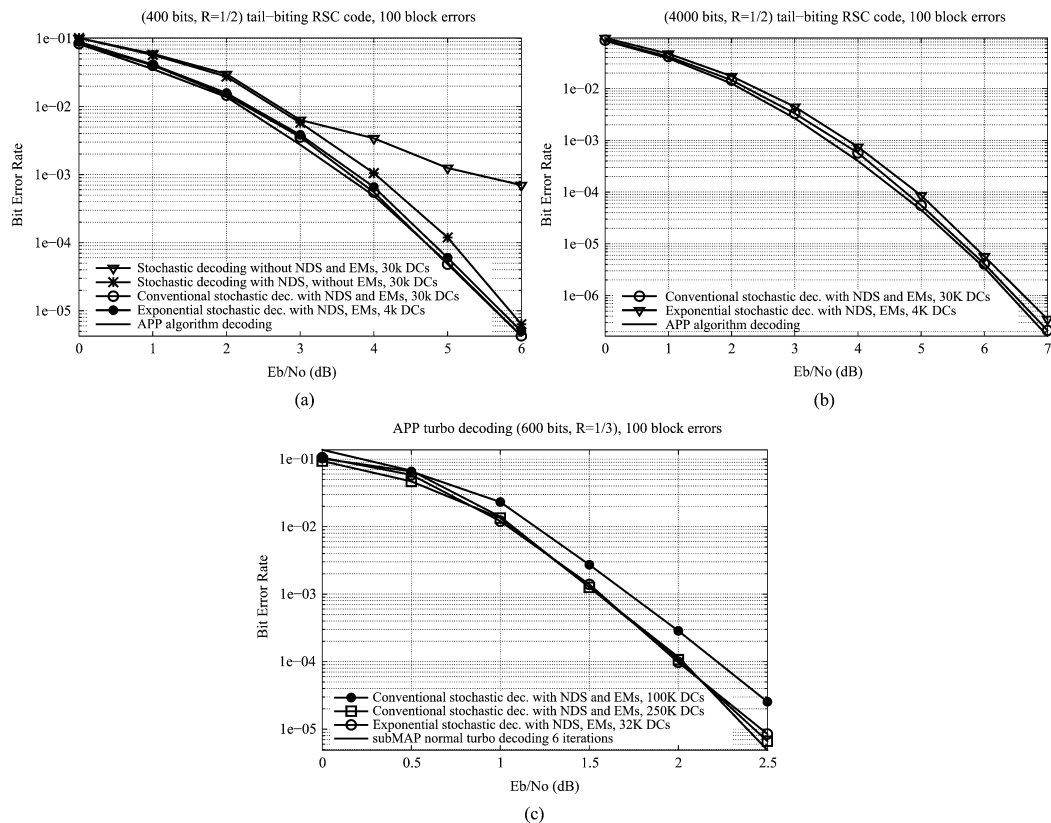 (400 bits, R=1/2) tail−biting RSC code, 100 block errors
1e−01
1e−02
1e−03
1e−04
1e−05
Bit Error Rate
Stochastic decoding without NDS and EMs, 30k DCs
Stochastic decoding with NDS, without EMs, 30k DCs
Conventional stochastic dec. with NDS and EMs, 30k DCs
Exponential stochastic dec. with NDS, EMs, 4k DCs
APP algorithm decoding
0 1 2 3 4 5 6
Eb/No (dB)
(a)
(4000 bits, R=1/2) tail−biting RSC code, 100 block errors
1e−02
1e−03
1e−04
1e−05
1e−06
Bit Error Rate
Conventional stochastic dec. with NDS and EMs, 30K DCs
Exponential stochastic dec. with NDS, EMs, 4K DCs
APP algorithm decoding
0 1 2 3 4 5 6 7
Eb/No (dB)
(b)
APP turbo decoding (600 bits, R=1/3), 100 block errors
1e−01
1e−02
1e−03
1e−04
1e−05
Bit Error Rate
Conventional stochastic dec. with NDS and EMs, 100K DCs
Conventional stochastic dec. with NDS and EMs, 250K DCs
Exponential stochastic dec. with NDS, EMs, 32K DCs
subMAP normal turbo decoding 6 iterations
0 0.5 1 1.5 2 2.5
Eb/No (dB)
(c)